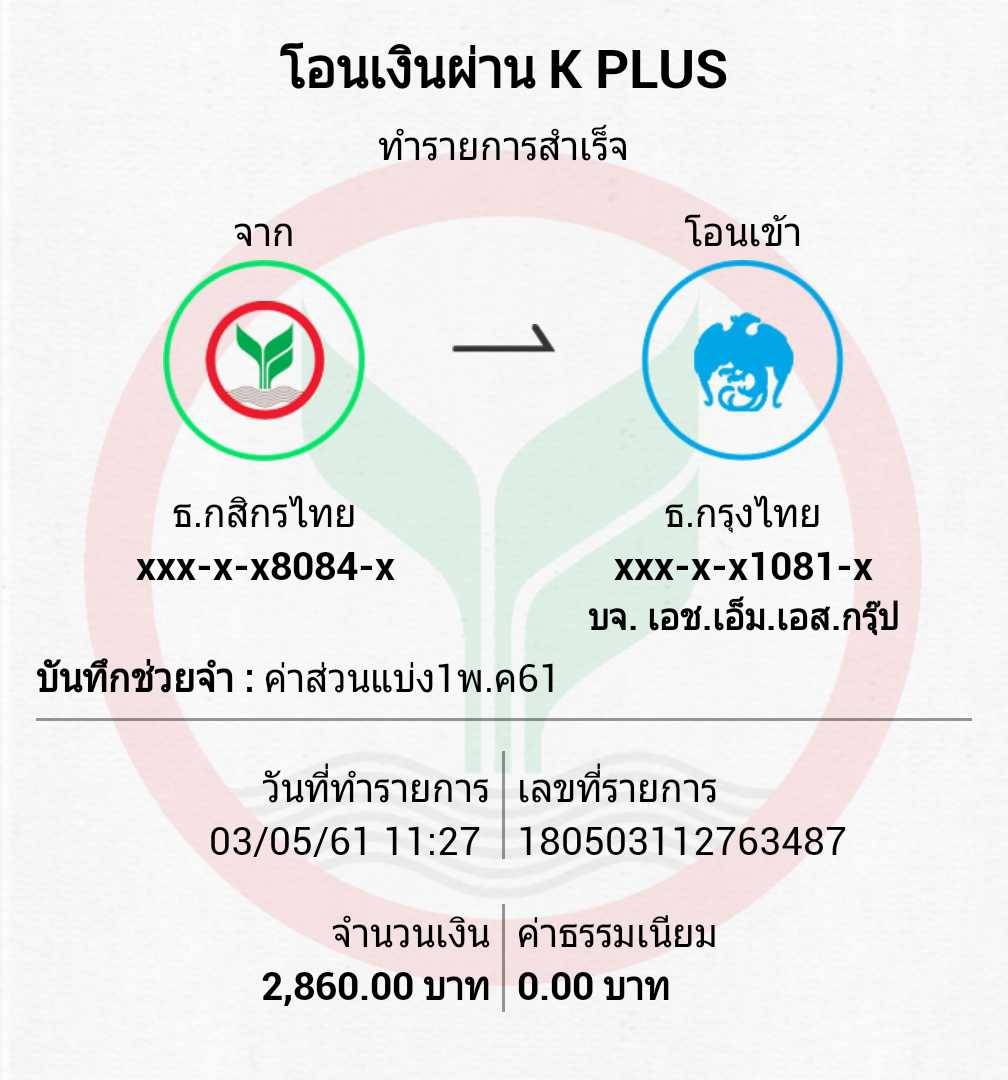 โอนเงินผ่าน K PLUS
ทำรายการสำเร็จ
จาก
โอนเข้า
ธ.กสิกรไทย
xxx-x-x8084-x
ธ.กรุงไทย
xxx-x-x1081-x
บจ. เอช.เอ็ม.เอส.กรุ๊ป
บันทึกช่วยจำ : ค่าส่วนแบ่ง1พ.ค61
วันที่ทำรายการ
03/05/61 11:27
เลขที่รายการ
180503112763487
จำนวนเงิน
2,860.00 บาท
ค่าธรรมเนียม
0.00 บาท